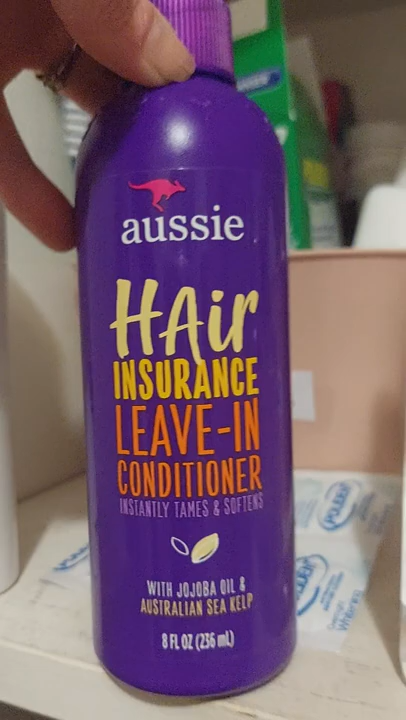 aussie
HAir
INSURANCE
LEAVE-IN
CONDITIONER
INSTANTLY TAMES & SOFTENS
WITH JOJOBA OIL &
AUSTRALIAN SEA KELP
8 FL OZ (236 mL)